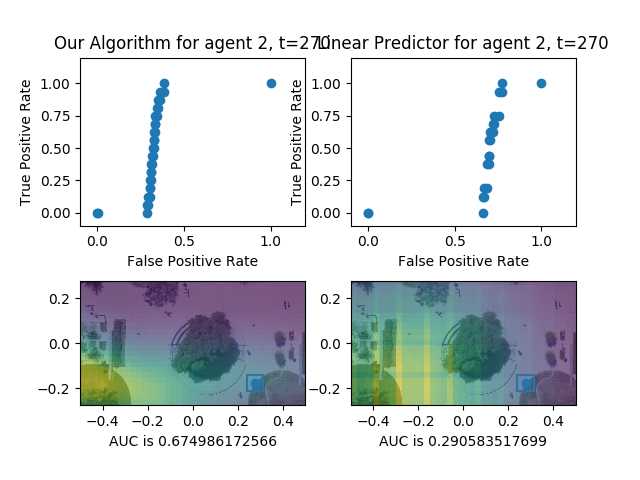 Our Algorithm for agent 2, t=270
Linear Predictor for agent 2, t=270
True Positive Rate
1.00
0.75
0.50
0.25
0.00
0.0 0.5 1.0
False Positive Rate
True Positive Rate
1.00
0.75
0.50
0.25
0.00
0.0 0.5 1.0
False Positive Rate
0.2
0.0
−0.2
−0.4 −0.2 0.0 0.2 0.4
AUC is 0.674986172566
0.2
0.0
−0.2
−0.4 −0.2 0.0 0.2 0.4
AUC is 0.290583517699